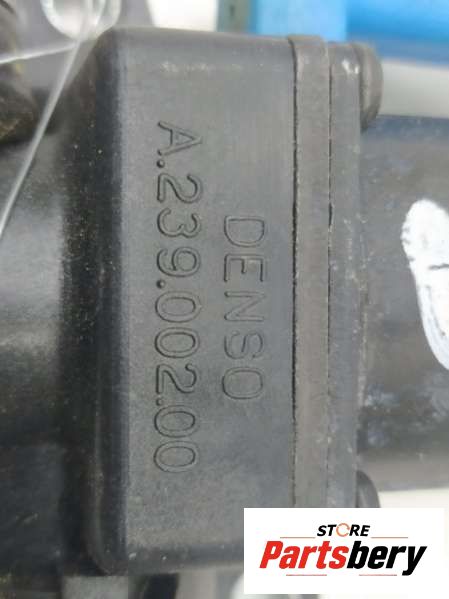 DENSO
A.239.002.00
STORE
Partsbery